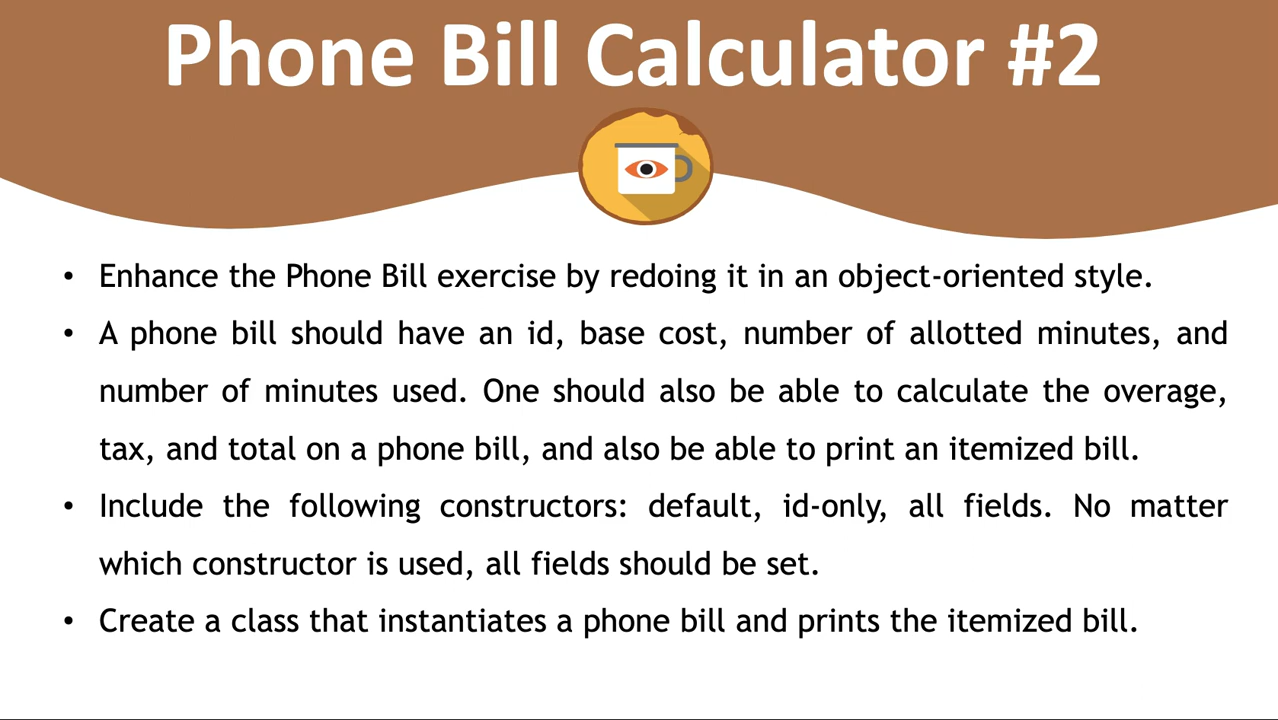 Phone Bill Calculator #2
• Enhance the Phone Bill exercise by redoing it in an object-oriented style.
• A phone bill should have an id, base cost, number of allotted minutes, and
number of minutes used. One should also be able to calculate the overage,
tax, and total on a phone bill, and also be able to print an itemized bill.
• Include the following constructors: default, id-only, all fields. No matter
which constructor is used, all fields should be set.
• Create a class that instantiates a phone bill and prints the itemized bill.